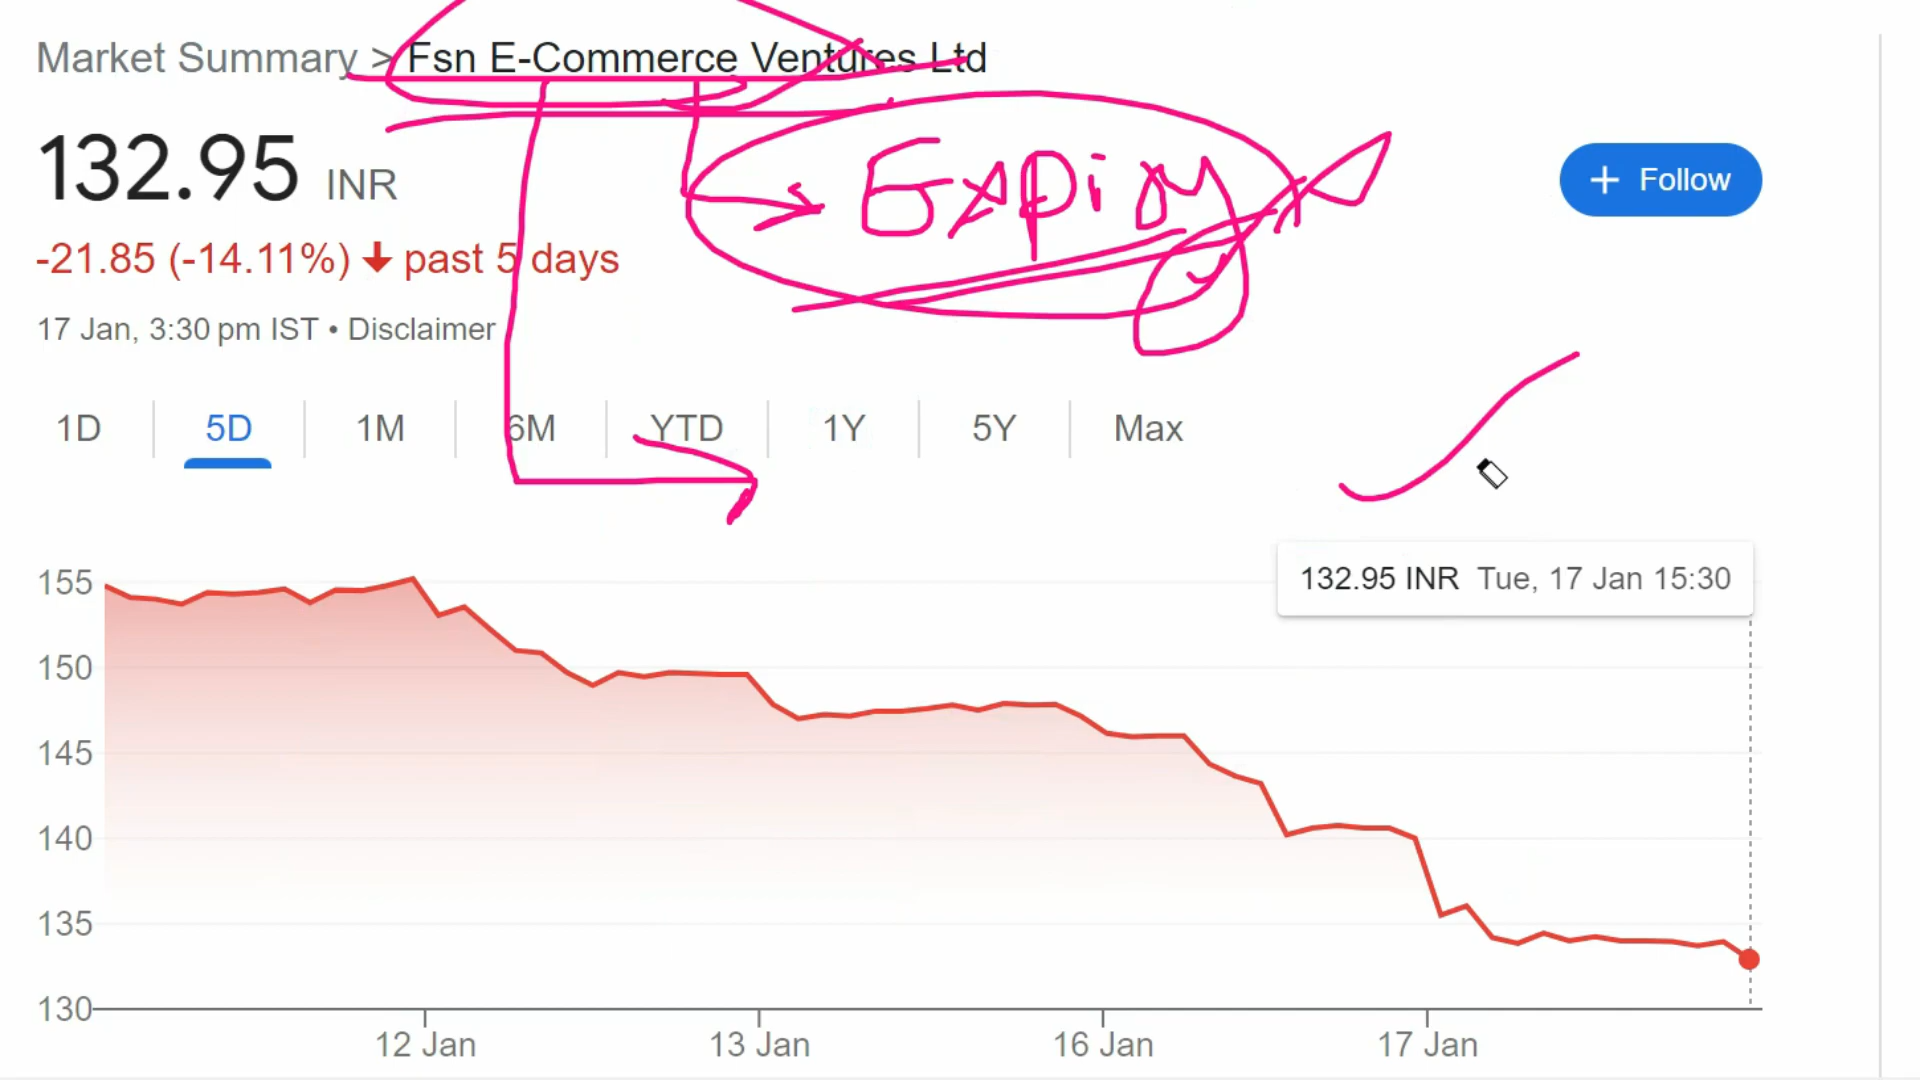 Market Summary > Fsn E-Commerce Ventures Ltd
132.95 INR
Expiry
+ Follow
-21.85 (-14.11%) ↓ past 5 days
17 Jan, 3:30 pm IST • Disclaimer
1D 5D 1M 6M YTD 1Y 5Y Max
132.95 INR Tue, 17 Jan 15:30
155
150
145
140
135
130
12 Jan 13 Jan 16 Jan 17 Jan